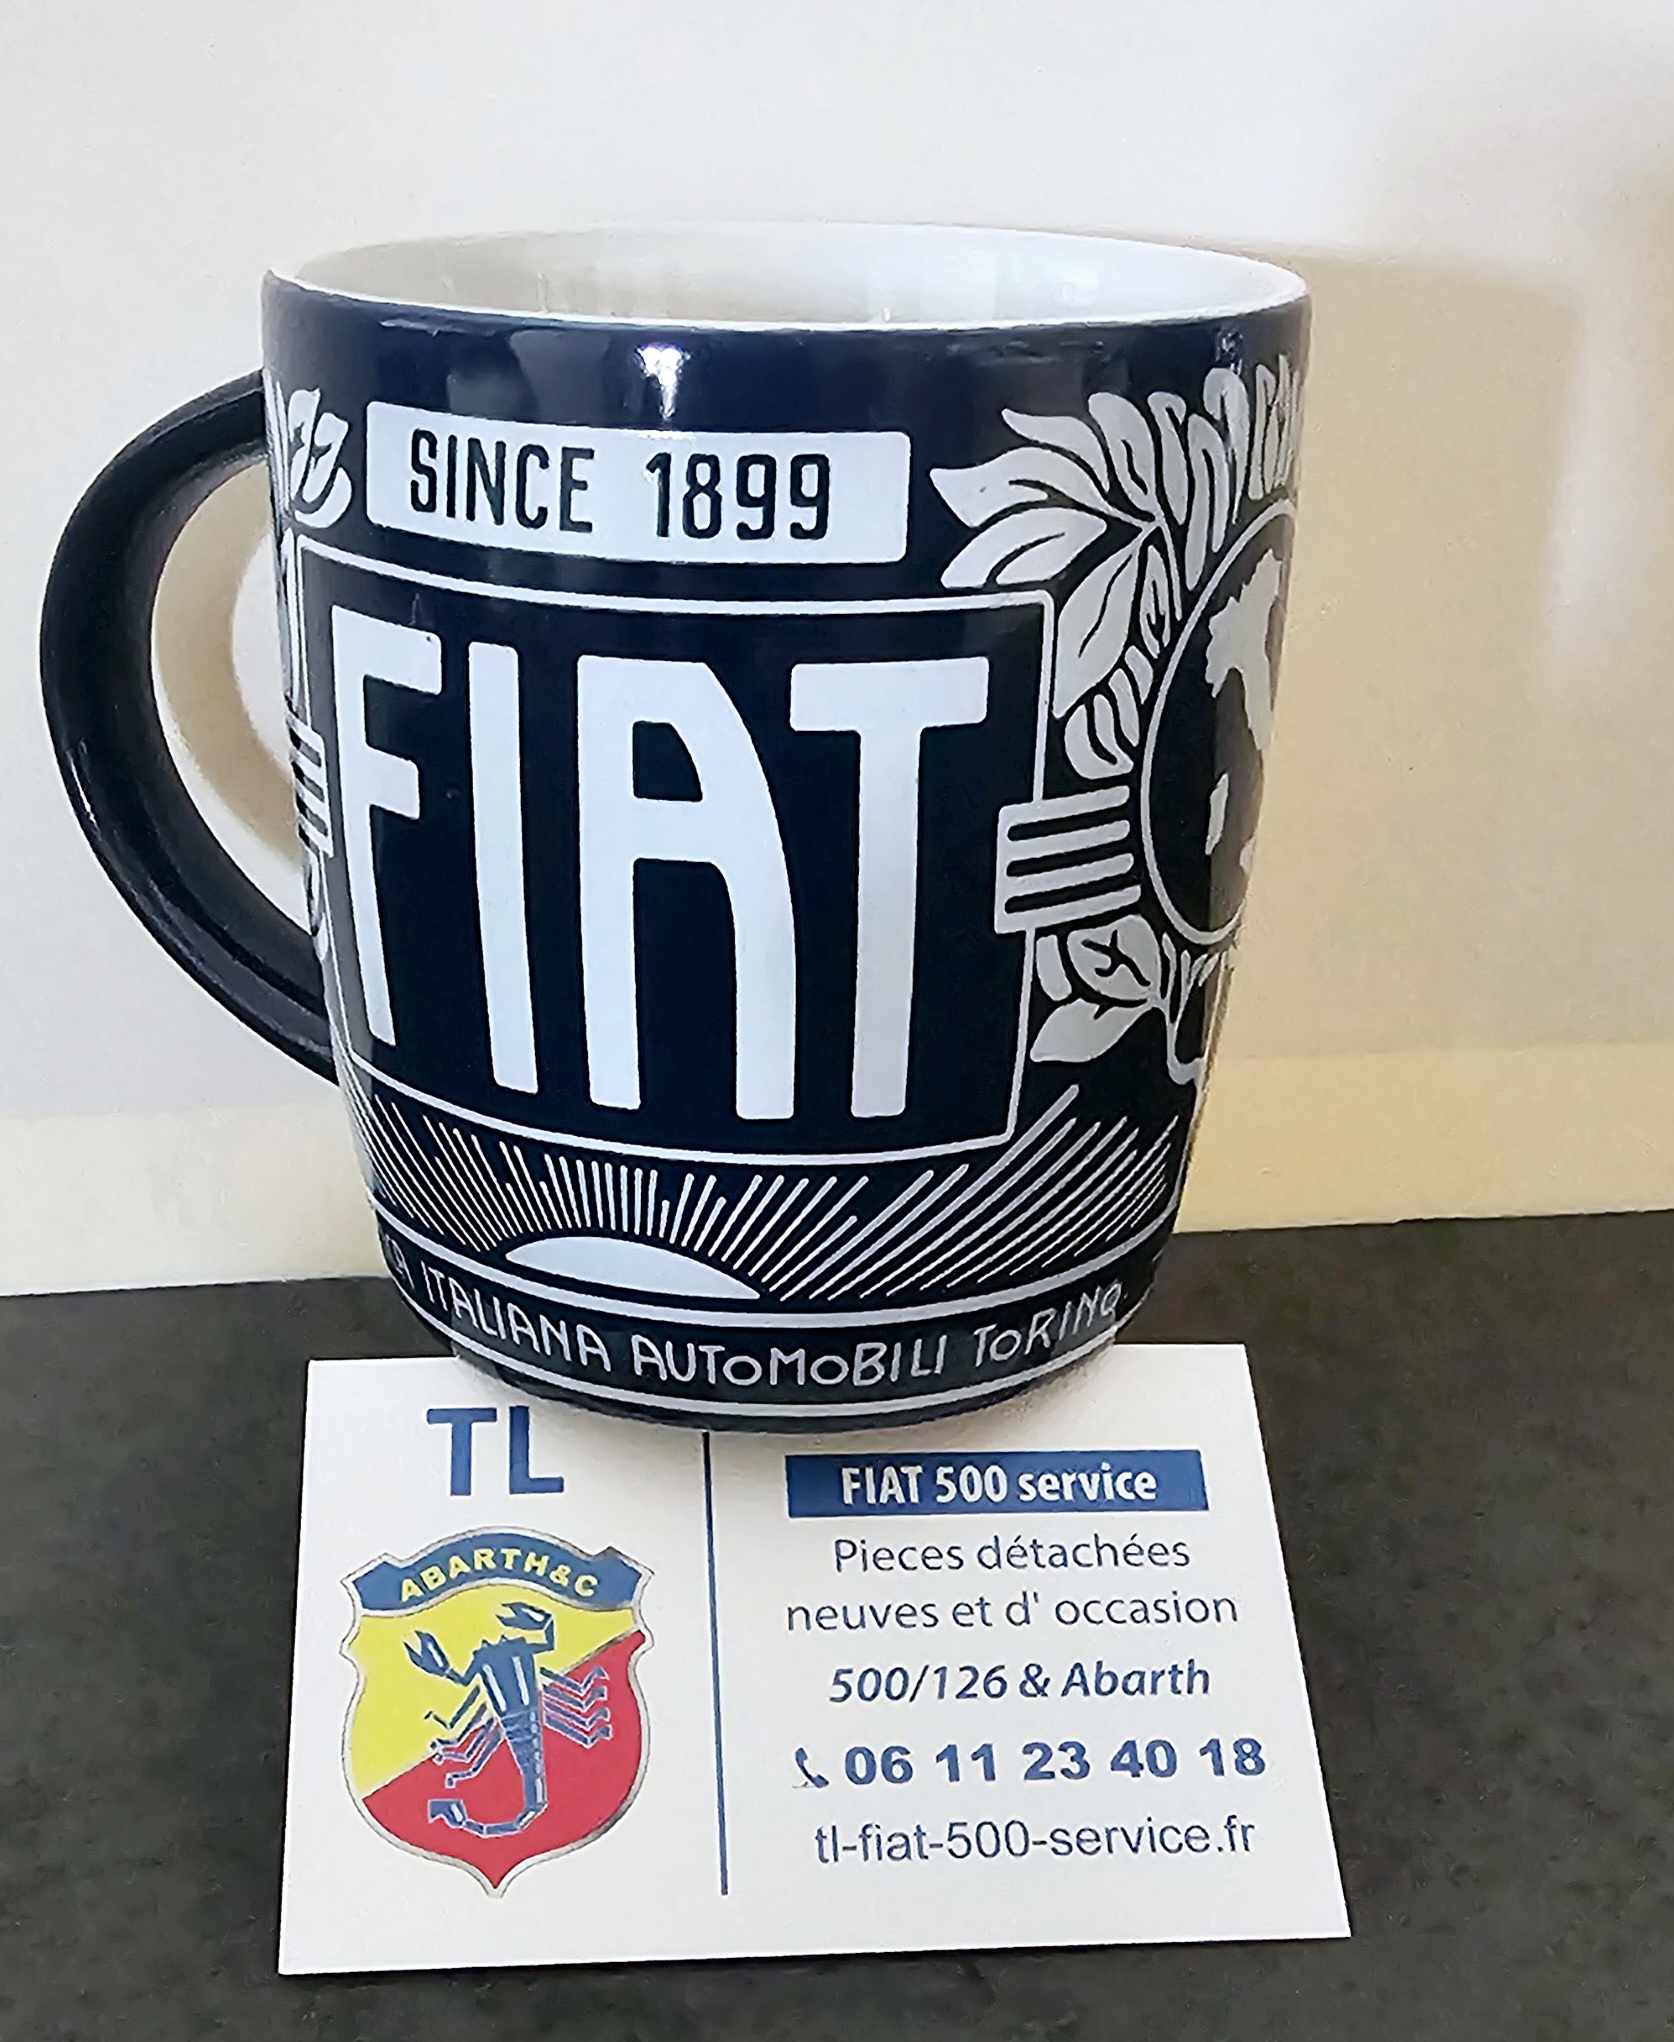 SINCE 1899
FIAT
ITALIANA AUTOMOBILI TORINO
TL
ABARTH&C
FIAT 500 service
Pieces détachées
neuves et d' occasion
500/126 & Abarth
06 11 23 40 18
tl-fiat-500-service.fr